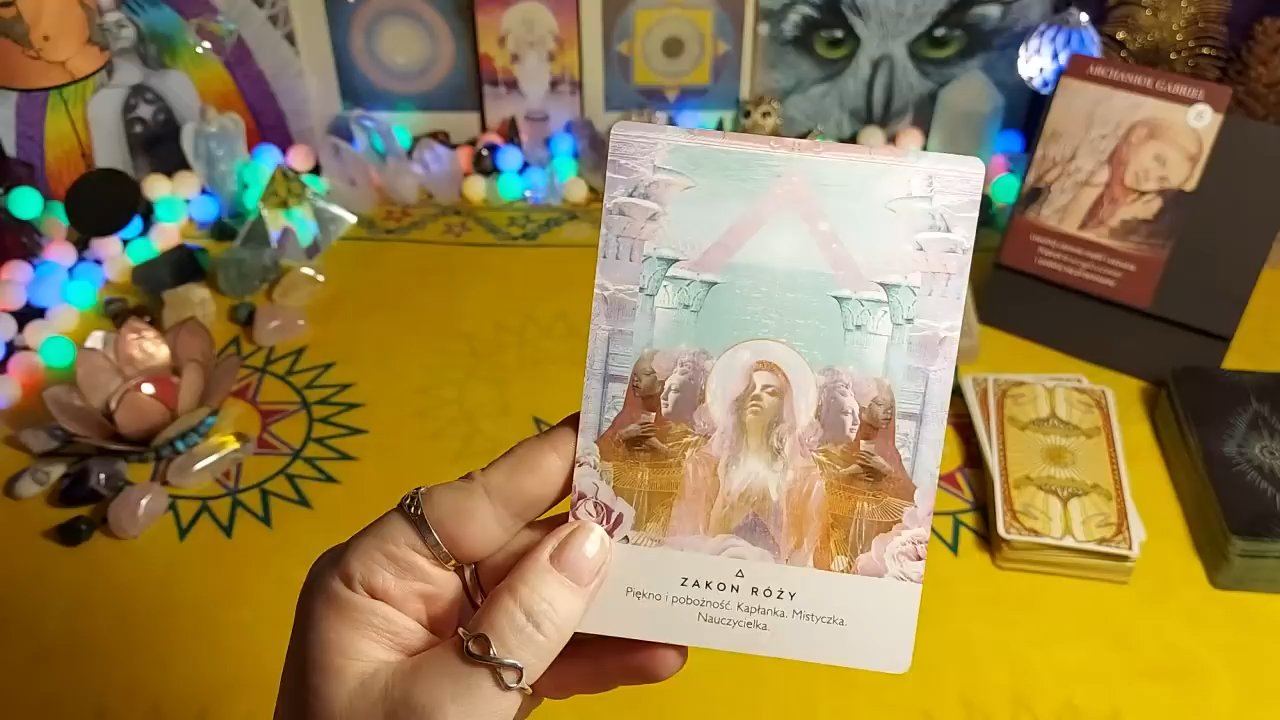 ARCHANIOŁ GABRIEL
ZAKON RÓŻY
Piękno i pobożność. Kapłanka. Mistyczka.
Nauczycielka.